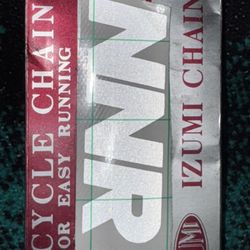 CYCLE CHAIN
OR EASY RUNNING
NNR
IZUMI CHAIN